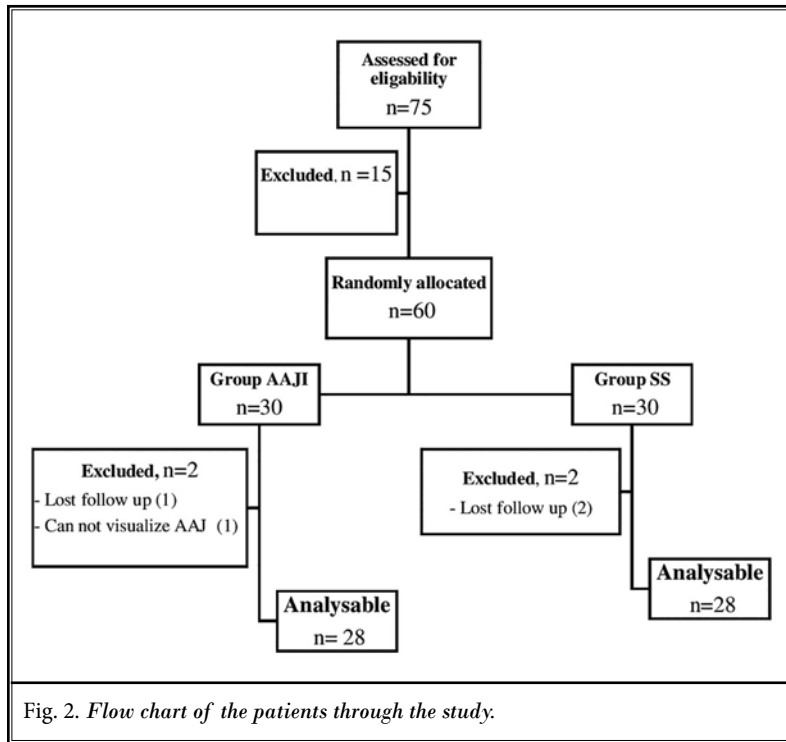 Assessed for
eligability
n=75
Excluded, n =15
Randomly allocated
n=60
Group AAJI
n=30
Group SS
n=30
Excluded, n=2
- Lost follow up (1)
- Can not visualize AAJ (1)
Excluded, n=2
- Lost follow up (2)
Analysable
n= 28
Analysable
n=28
Fig. 2. Flow chart of the patients through the study.